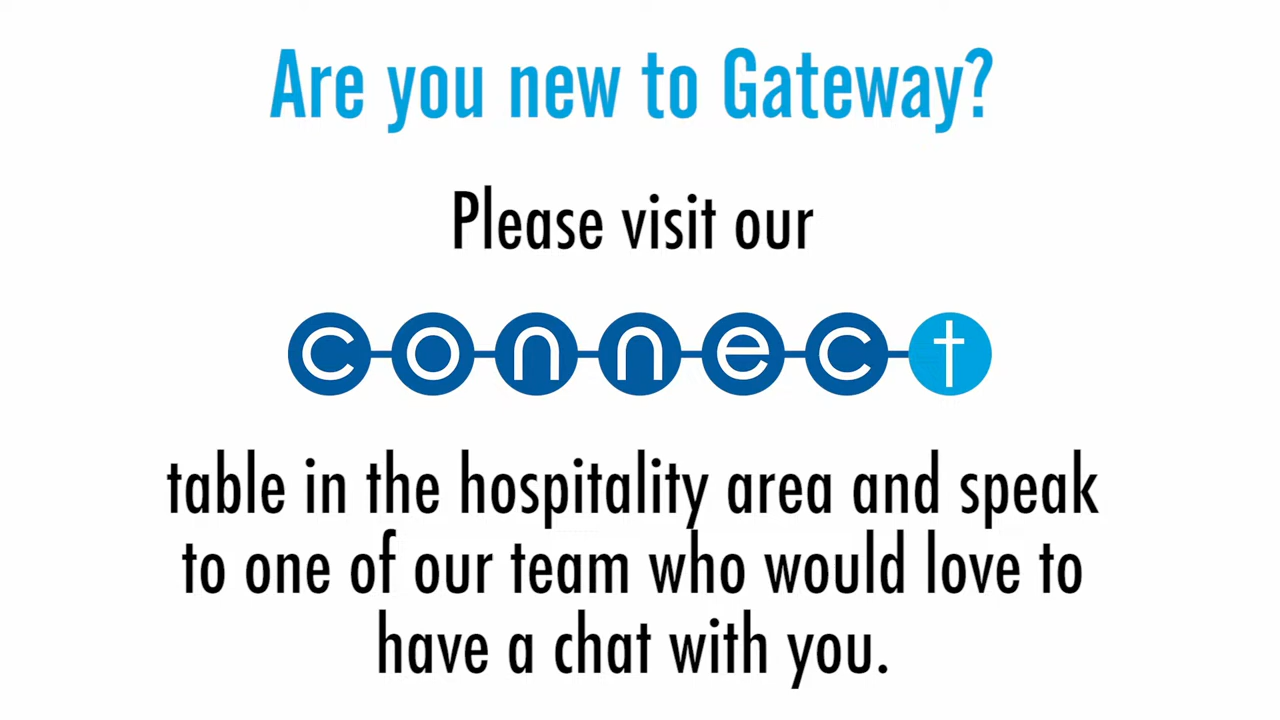 Are you new to Gateway?
Please visit our
connect
table in the hospitality area and speak
to one of our team who would love to
have a chat with you.